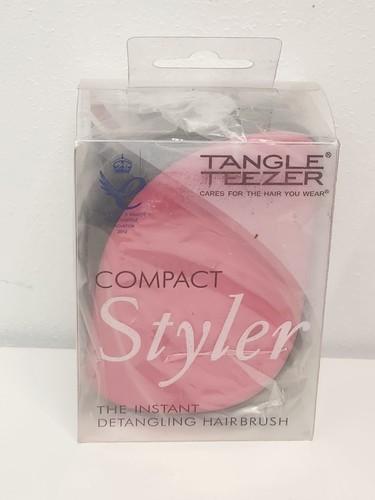 TANGLE
TEEZER®
CARES FOR THE HAIR YOU WEAR®
COMPACT
Styler
THE INSTANT
DETANGLING HAIRBRUSH